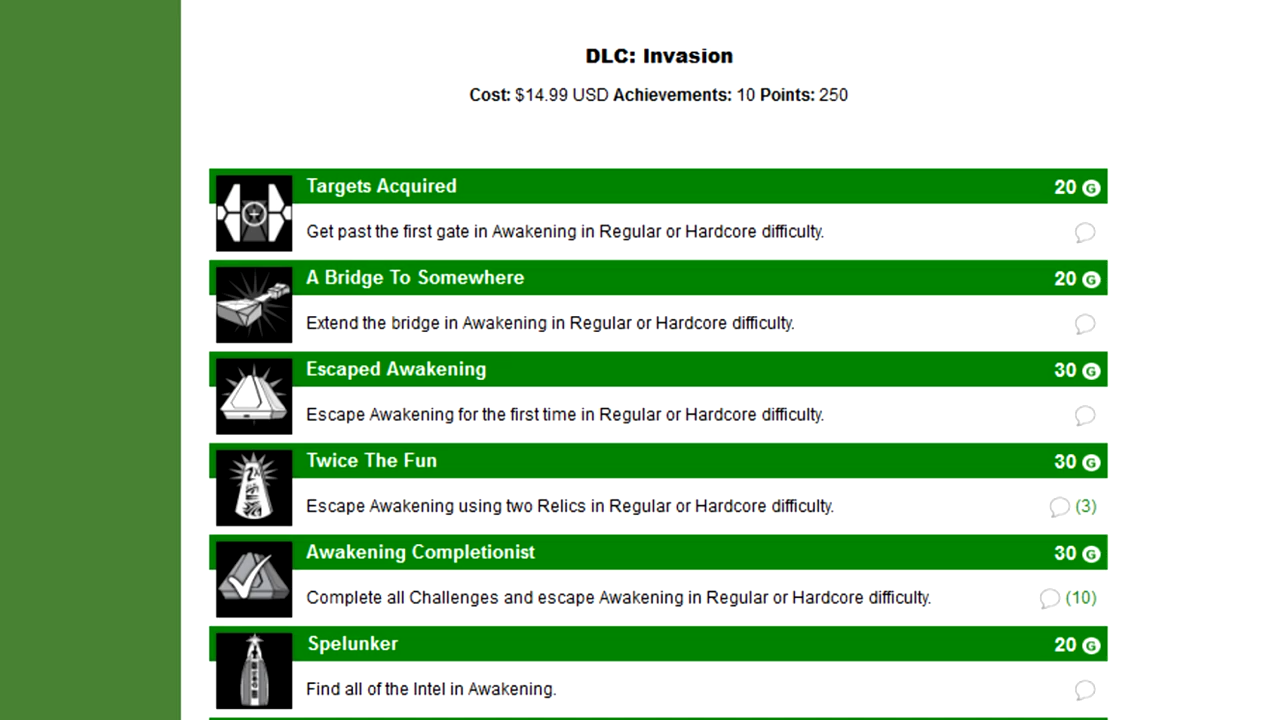 DLC: Invasion
Cost: $14.99 USD Achievements: 10 Points: 250
Targets Acquired 20 G
Get past the first gate in Awakening in Regular or Hardcore difficulty.
A Bridge To Somewhere 20 G
Extend the bridge in Awakening in Regular or Hardcore difficulty.
Escaped Awakening 30 G
Escape Awakening for the first time in Regular or Hardcore difficulty.
Twice The Fun 30 G
Escape Awakening using two Relics in Regular or Hardcore difficulty. (3)
Awakening Completionist 30 G
Complete all Challenges and escape Awakening in Regular or Hardcore difficulty. (10)
Spelunker 20 G
Find all of the Intel in Awakening.